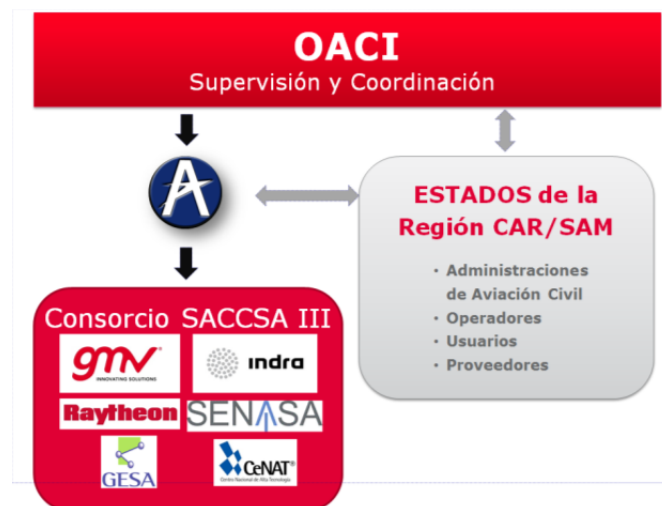 OACI
Supervisión y Coordinación
A
ESTADOS de la
Región CAR/SAM
• Administraciones
de Aviación Civil
• Operadores
• Usuarios
• Proveedores
Consorcio SACCSA III
gmv
INNOVATING SOLUTIONS
indra
Raytheon
SENASA
GESA
CeNAT
Centro Nacional de Alta Tecnología